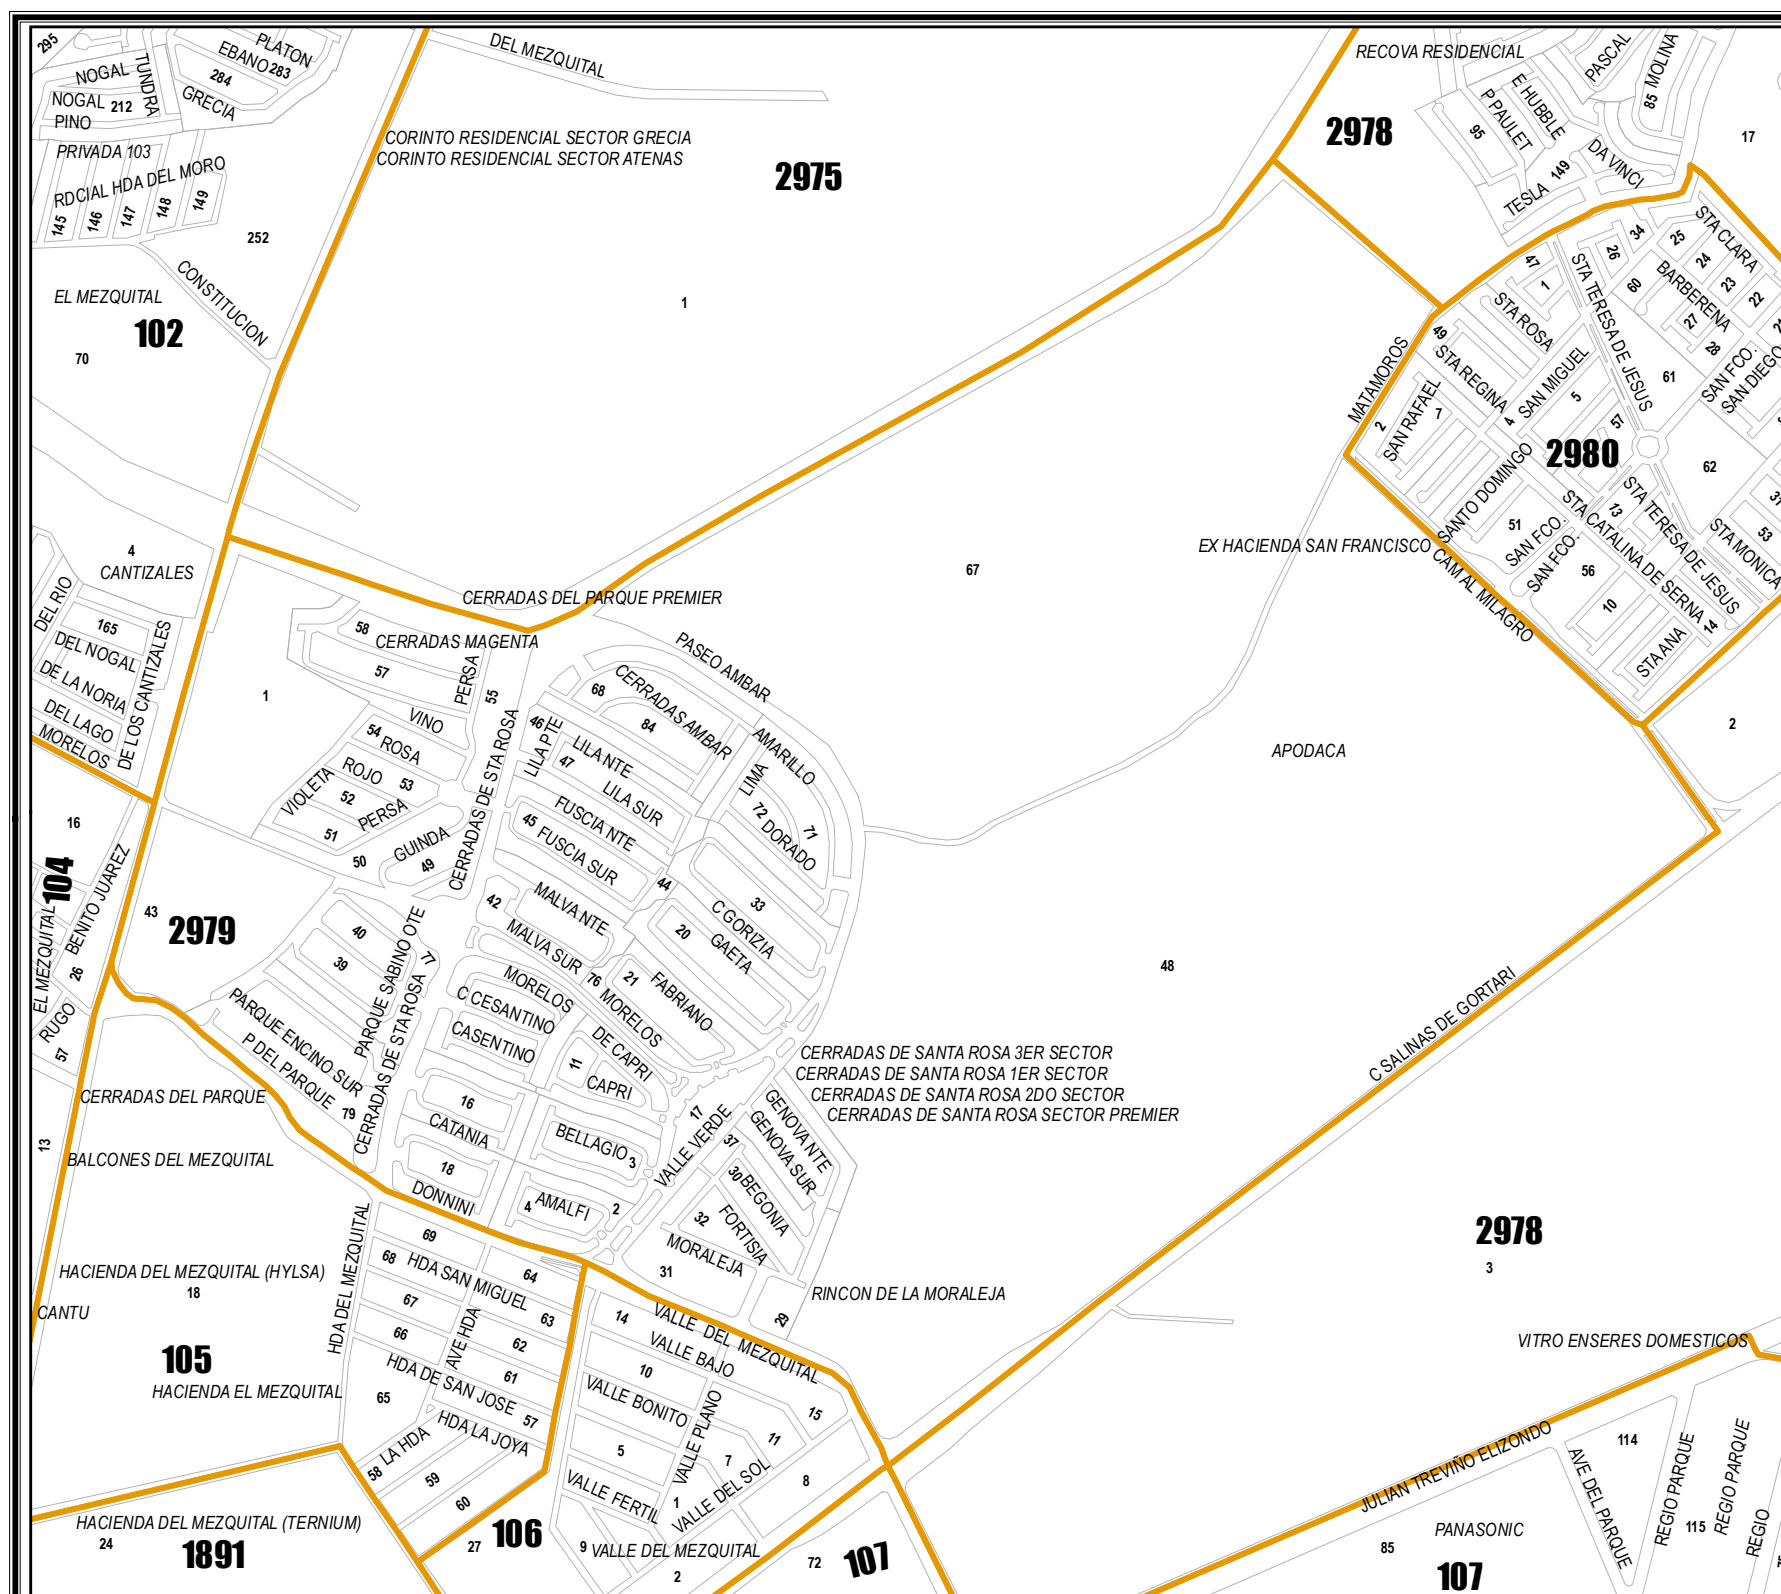 295
PLATON
EBANO 283
284
NOGAL
TUNDRA
NOGAL 212
PINO
GRECIA
PRIVADA 103
RDCIAL HDA DEL MORO
145
146
147
148
149
252
CONSTITUCION
EL MEZQUITAL
102
70
DEL MEZQUITAL
CORINTO RESIDENCIAL SECTOR GRECIA
CORINTO RESIDENCIAL SECTOR ATENAS
2975
1
RECOVA RESIDENCIAL
2978
PASCAL
85 MOLINA
E HUBBLE
P PAULET
95
DA VINCI
TESLA 149
17
STA CLARA
34
25
26
24
60
BARBERENA
23
22
27
28
47
1
STA ROSA
STA TERESA DE JESUS
SAN FCO.
SAN DIEGO
61
49
STA REGINA
SAN MIGUEL
5
4
57
MATAMOROS
2
SAN RAFAEL
7
2980
62
SANTO DOMINGO
51
SAN FCO.
SAN FCO.
STA CATALINA DE SERNA
13
STA TERESA DE JESUS
STA MONICA
53
56
10
14
STA ANA
EX HACIENDA SAN FRANCISCO
CAM AL MILAGRO
67
2
APODACA
4
CANTIZALES
DEL RIO
165
DEL NOGAL
DE LA NORIA
DEL LAGO
MORELOS
DE LOS CANTIZALES
CERRADAS DEL PARQUE PREMIER
58
CERRADAS MAGENTA
57
PERSA
55
1
VINO
54 ROSA
ROJO
53
VIOLETA
52
PERSA
51
50
GUINDA
49
CERRADAS DE STA ROSA
PASEO AMBAR
68
CERRADAS AMBAR
84
46
LILA PTE
LILA NTE
47
LILA SUR
AMARILLO
LIMA
72 DORADO
71
FUSCIA NTE
45 FUSCIA SUR
44
42
MALVA NTE
MALVA SUR
33
C GORIZIA
20
GAETA
16
104
BENITO JUAREZ
43
2979
EL MEZQUITAL
26
RUGO
57
40
39
PARQUE SABINO OTE
77
76
21
FABRIANO
MORELOS
MORELOS
C CESANTINO
CASENTINO
DE CAPRI
11
CAPRI
PARQUE ENCINO SUR
P DEL PARQUE
79
CERRADAS DE STA ROSA
48
C SALINAS DE GORTARI
CERRADAS DE SANTA ROSA 3ER SECTOR
CERRADAS DE SANTA ROSA 1ER SECTOR
CERRADAS DE SANTA ROSA 2DO SECTOR
CERRADAS DE SANTA ROSA SECTOR PREMIER
CERRADAS DEL PARQUE
13
BALCONES DEL MEZQUITAL
16
CATANIA
18
DONNINI
BELLAGIO
3
4
AMALFI
2
17
VALLE VERDE
37
GENOVA NTE
GENOVA SUR
30
BEGONIA
32
FORTISIA
MORALEJA
31
29
RINCON DE LA MORALEJA
2978
3
HACIENDA DEL MEZQUITAL (HYLSA)
18
CANTU
105
HACIENDA EL MEZQUITAL
HDA DEL MEZQUITAL
69
68
HDA SAN MIGUEL
64
67
63
66
AVE HDA
62
61
HDA DE SAN JOSE
57
65
HDA LA JOYA
58
LA HDA
59
60
14
VALLE DEL MEZQUITAL
VALLE BAJO
10
VALLE BONITO
VALLE PLANO
15
11
5
7
8
VALLE FERTIL
1
VALLE DEL SOL
9
VALLE DEL MEZQUITAL
2
72
107
HACIENDA DEL MEZQUITAL (TERNIUM)
24
1891
27
106
VITRO ENSERES DOMESTICOS
JULIAN TREVIÑO ELIZONDO
114
AVE DEL PARQUE
REGIO PARQUE
115
REGIO PARQUE
REGIO
PANASONIC
85
107